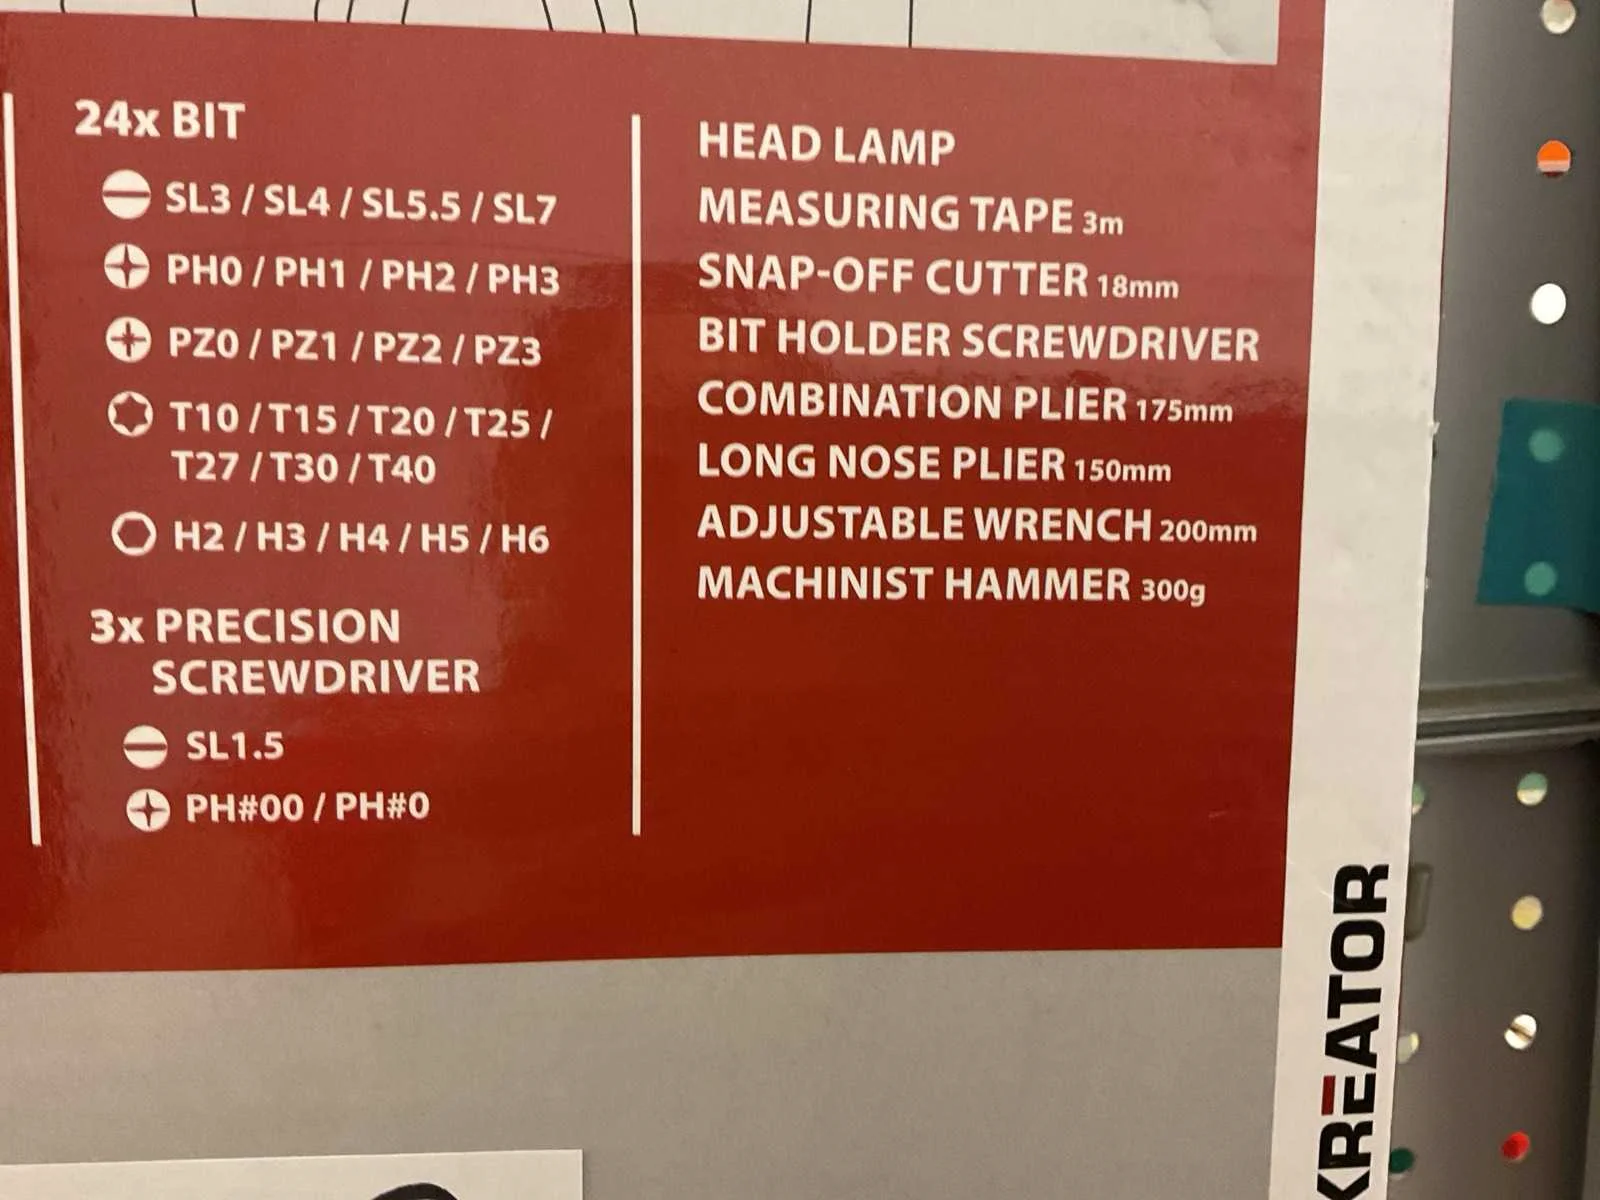 24x BIT
SL3 / SL4 / SL5.5 / SL7
PH0 / PH1 / PH2 / PH3
PZ0 / PZ1 / PZ2 / PZ3
T10 / T15 / T20 / T25 /
T27 / T30 / T40
H2 / H3 / H4 / H5 / H6
3x PRECISION
SCREWDRIVER
SL1.5
PH#00 / PH#0
HEAD LAMP
MEASURING TAPE 3m
SNAP-OFF CUTTER 18mm
BIT HOLDER SCREWDRIVER
COMBINATION PLIER 175mm
LONG NOSE PLIER 150mm
ADJUSTABLE WRENCH 200mm
MACHINIST HAMMER 300g
KREATOR